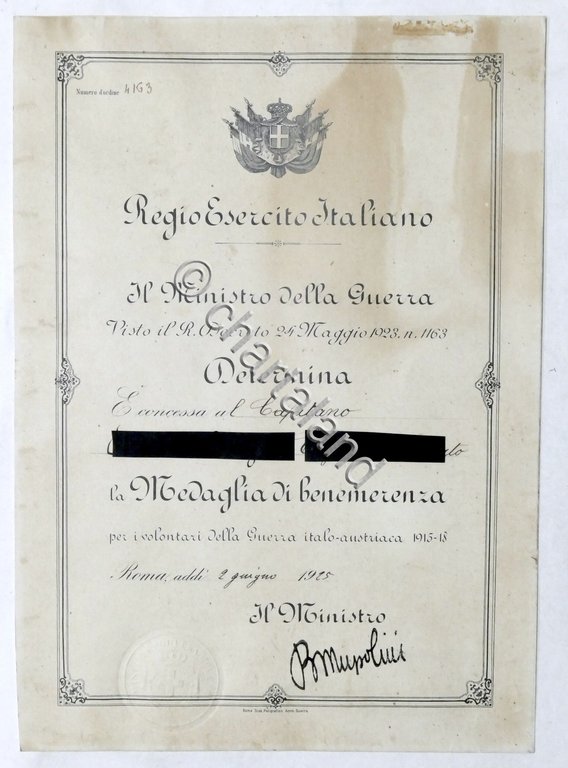 Numero d'ordine 4163
Regio Esercito Italiano
Il Ministro della Guerra
Visto il R. Decreto 24 Maggio 1923. n. 1163
Determina
È concessa al Capitano
la Medaglia di benemerenza
per i volontari della Guerra italo-austriaca 1915-18
Roma, addì 2 giugno 1925
Il Ministro
B Mussolini
© chartaland